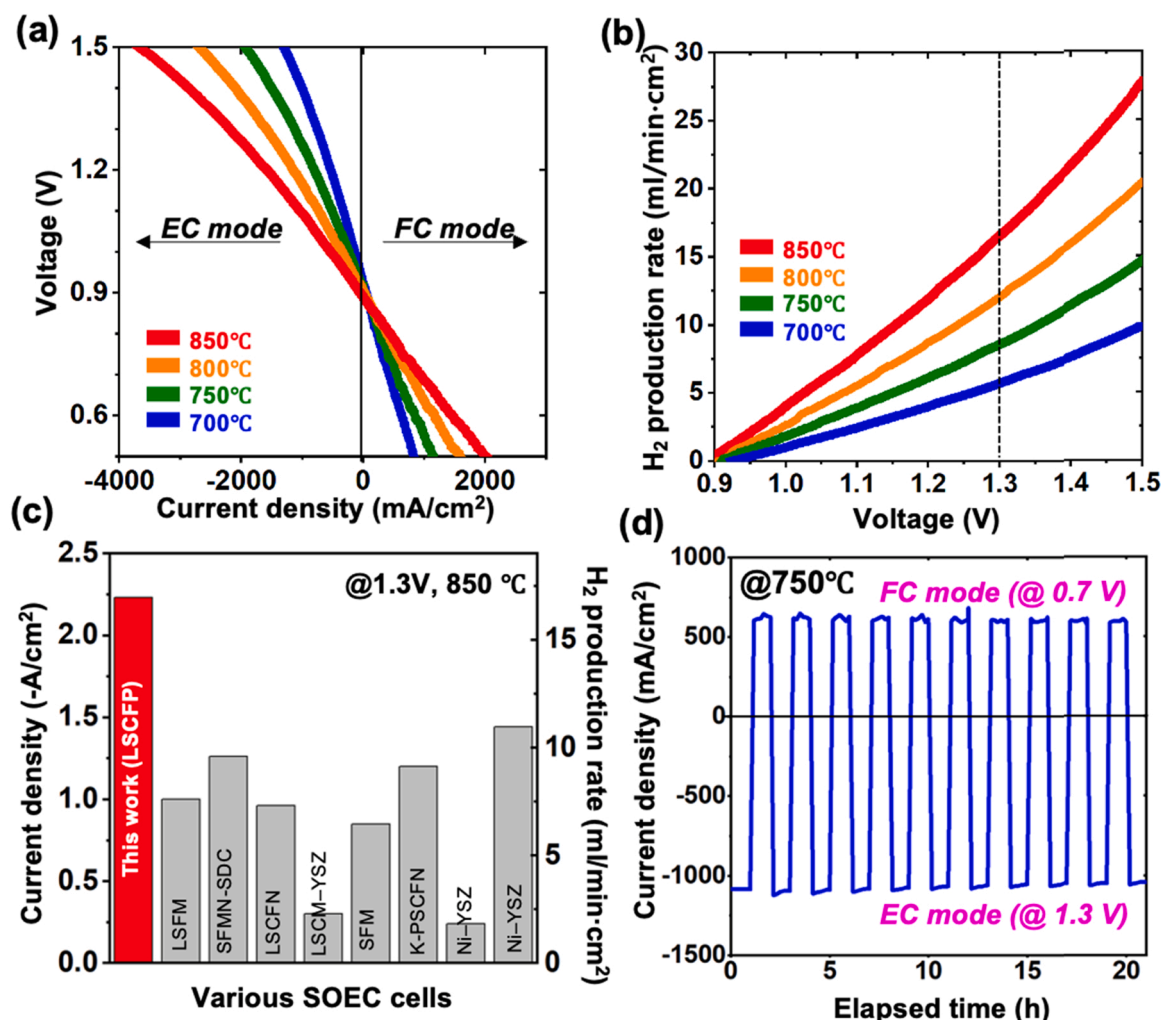 (a)
1.5
1.2
0.9
0.6
Voltage (V)
EC mode
FC mode
850℃
800℃
750℃
700℃
-4000
-2000
0
2000
Current density (mA/cm²)
(b)
30
25
20
15
10
5
0
H₂ production rate (ml/min·cm²)
850℃
800℃
750℃
700℃
0.9
1.0
1.1
1.2
1.3
1.4
1.5
Voltage (V)
(c)
2.5
2.0
1.5
1.0
0.5
0.0
Current density (-A/cm²)
@1.3V, 850 ℃
This work (LSCFP)
LSFM
SFMN-SDC
LSCFN
LSCM–YSZ
SFM
K-PSCFN
Ni–YSZ
Ni–YSZ
15
10
5
0
H₂ production rate (ml/min·cm²)
Various SOEC cells
(d)
1000
500
0
-500
-1000
-1500
Current density (mA/cm²)
@750℃
FC mode (@ 0.7 V)
EC mode (@ 1.3 V)
0
5
10
15
20
Elapsed time (h)